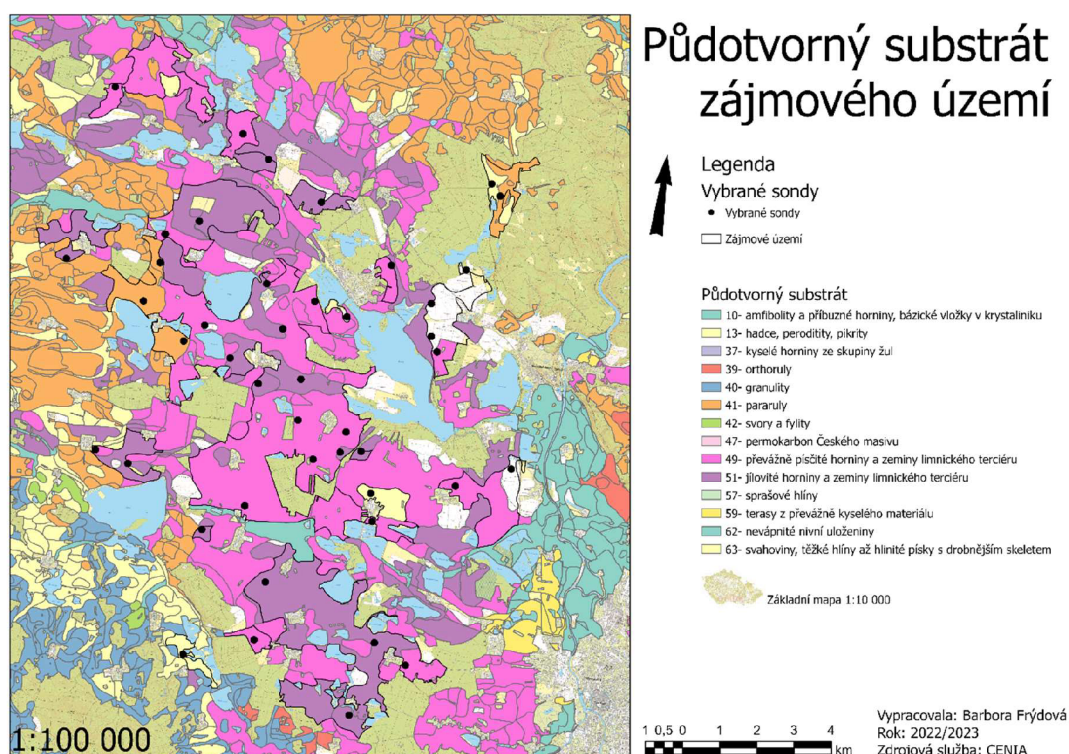 Půdotvorný substrát
zájmového území
Legenda
Vybrané sondy
Vybrané sondy
Zájmové území
Půdotvorný substrát
10- amfibolity a příbuzné horniny, bázické vložky v krystaliniku
13- hadce, peroditity, pikrity
37- kyselé horniny ze skupiny žul
39- orthoruly
40- granulity
41- pararuly
42- svory a fylity
47- permokarbon Českého masivu
49- převážně písčité horniny a zeminy limnického terciéru
51- jílovité horniny a zeminy limnického terciéru
57- sprašové hlíny
59- terasy z převážně kyselého materiálu
62- nevápnité nivní uloženiny
63- svahoviny, těžké hlíny až hlinité písky s drobnějším skeletem
Základní mapa 1:10 000
1:100 000
1 0,5 0 1 2 3 4
km
Vypracovala: Barbora Frýdová
Rok: 2022/2023
Zdrojová služba: CENIA